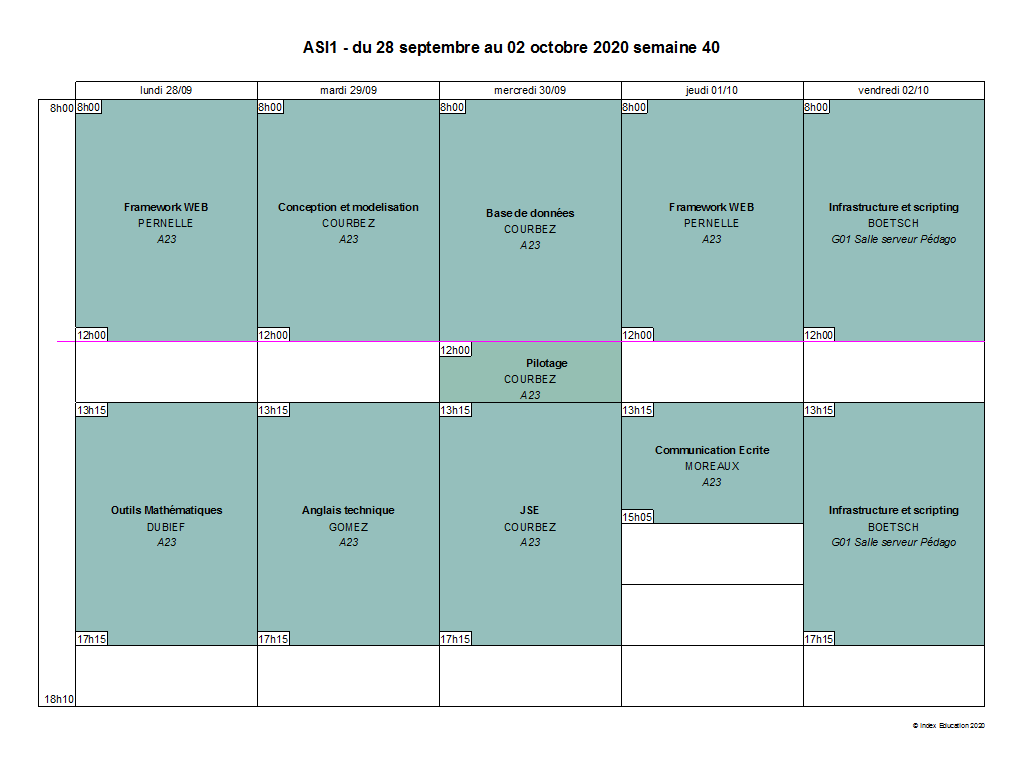 ASI1 - du 28 septembre au 02 octobre 2020 semaine 40
lundi 28/09
mardi 29/09
mercredi 30/09
jeudi 01/10
vendredi 02/10
8h00
8h00
8h00
8h00
8h00
8h00
Framework WEB
PERNELLE
A23
Conception et modelisation
COURBEZ
A23
Base de données
COURBEZ
A23
Framework WEB
PERNELLE
A23
Infrastructure et scripting
BOETSCH
G01 Salle serveur Pédago
12h00
12h00
12h00
12h00
12h00
Pilotage
COURBEZ
A23
13h15
13h15
13h15
13h15
13h15
Outils Mathématiques
DUBIEF
A23
Anglais technique
GOMEZ
A23
JSE
COURBEZ
A23
Communication Ecrite
MOREAUX
A23
15h05
Infrastructure et scripting
BOETSCH
G01 Salle serveur Pédago
17h15
17h15
17h15
17h15
18h10
© Index Education 2020